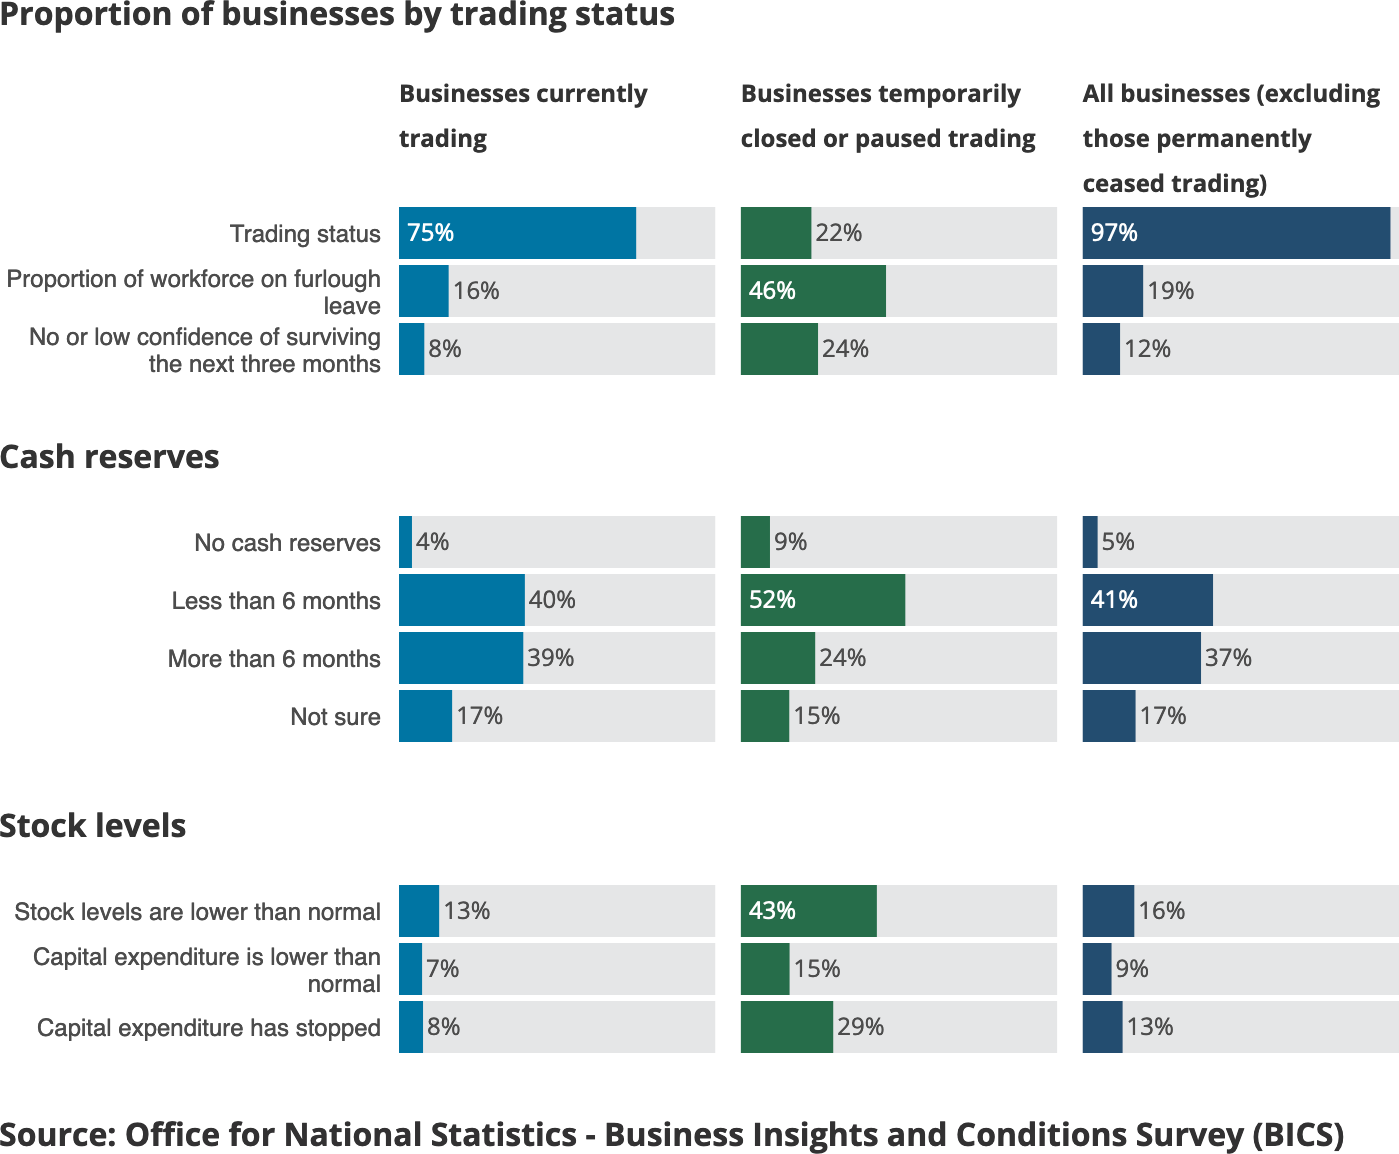 Proportion of businesses by trading status
Businesses currently
trading
Businesses temporarily
closed or paused trading
All businesses (excluding
those permanently
ceased trading)
Trading status
75%
22%
97%
Proportion of workforce on furlough
leave
16%
46%
19%
No or low confidence of surviving
the next three months
8%
24%
12%
Cash reserves
No cash reserves
4%
9%
5%
Less than 6 months
40%
52%
41%
More than 6 months
39%
24%
37%
Not sure
17%
15%
17%
Stock levels
Stock levels are lower than normal
13%
43%
16%
Capital expenditure is lower than
normal
7%
15%
9%
Capital expenditure has stopped
8%
29%
13%
Source: Office for National Statistics - Business Insights and Conditions Survey (BICS)